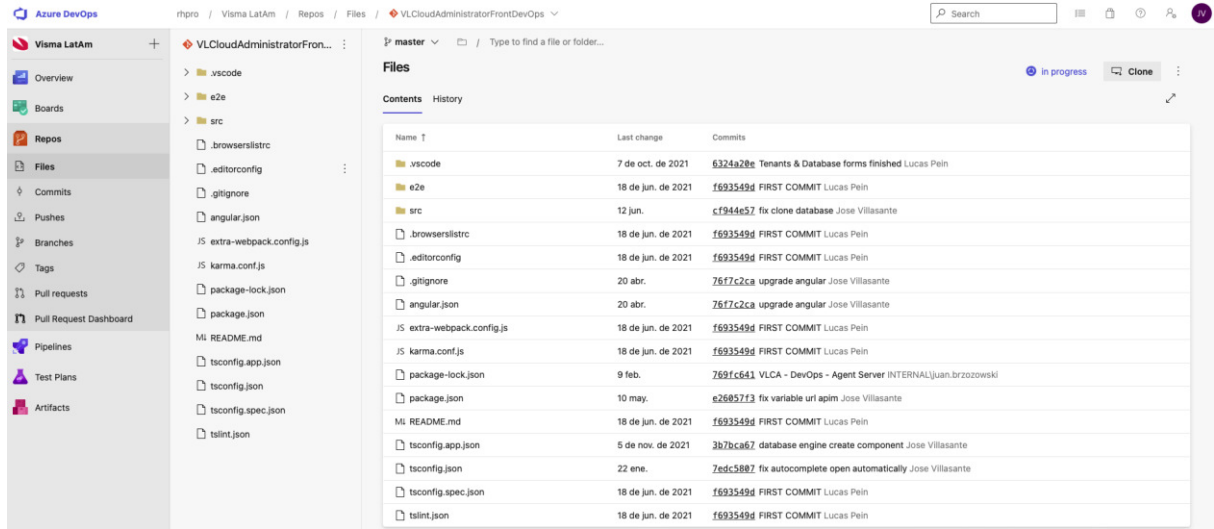 Azure DevOps
rhpro / Visma LatAm / Repos / Files / VLCloudAdministratorFrontDevOps
Search
JV
Visma LatAm
Overview
Boards
Repos
Files
Commits
Pushes
Branches
Tags
Pull requests
Pull Request Dashboard
Pipelines
Test Plans
Artifacts
VLCloudAdministratorFron...
.vscode
e2e
src
.browserslistrc
.editorconfig
.gitignore
angular.json
JS extra-webpack.config.js
JS karma.conf.js
package-lock.json
package.json
M↓ README.md
tsconfig.app.json
tsconfig.json
tsconfig.spec.json
tslint.json
master / Type to find a file or folder...
Files
in progress
Clone
Contents History
Name ↑ Last change Commits
.vscode 7 de oct. de 2021 6324a20e Tenants & Database forms finished Lucas Pein
e2e 18 de jun. de 2021 f693549d FIRST COMMIT Lucas Pein
src 12 jun. cf944e57 fix clone database Jose Villasante
.browserslistrc 18 de jun. de 2021 f693549d FIRST COMMIT Lucas Pein
.editorconfig 18 de jun. de 2021 f693549d FIRST COMMIT Lucas Pein
.gitignore 20 abr. 76f7c2ca upgrade angular Jose Villasante
angular.json 20 abr. 76f7c2ca upgrade angular Jose Villasante
JS extra-webpack.config.js 18 de jun. de 2021 f693549d FIRST COMMIT Lucas Pein
JS karma.conf.js 18 de jun. de 2021 f693549d FIRST COMMIT Lucas Pein
package-lock.json 9 feb. 769fc641 VLCA - DevOps - Agent Server INTERNAL\juan.brzozowski
package.json 10 may. e26057f3 fix variable url apim Jose Villasante
M↓ README.md 18 de jun. de 2021 f693549d FIRST COMMIT Lucas Pein
tsconfig.app.json 5 de nov. de 2021 3b7bca67 database engine create component Jose Villasante
tsconfig.json 22 ene. 7edc5807 fix autocomplete open automatically Jose Villasante
tsconfig.spec.json 18 de jun. de 2021 f693549d FIRST COMMIT Lucas Pein
tslint.json 18 de jun. de 2021 f693549d FIRST COMMIT Lucas Pein